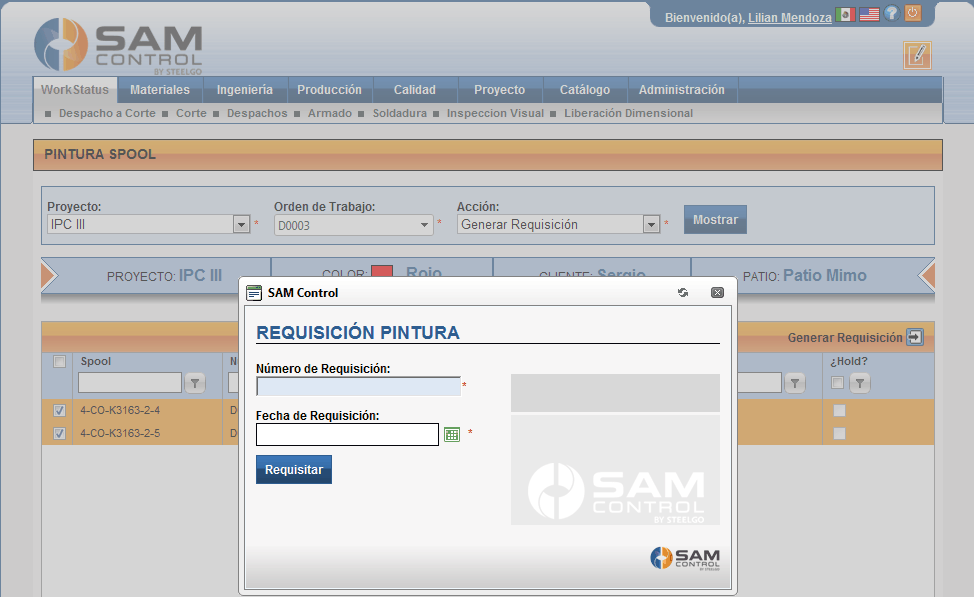 Bienvenido(a), Lilian Mendoza
SAM
CONTROL
BY STEELGO
WorkStatus Materiales Ingeniería Producción Calidad Proyecto Catálogo Administración
Despacho a Corte Corte Despachos Armado Soldadura Inspeccion Visual Liberación Dimensional
PINTURA SPOOL
Proyecto: Orden de Trabajo: Acción:
IPC III * D0003 * Generar Requisición * Mostrar
PROYECTO: IPC III COLOR: Rojo CLIENTE: Sergio PATIO: Patio Mimo
SAM Control
REQUISICIÓN PINTURA
Generar Requisición
Spool N ¿Hold?
4-CO-K3163-2-4 D
4-CO-K3163-2-5 D
Número de Requisición:
*
Fecha de Requisición:
*
Requisitar
SAM
CONTROL
BY STEELGO
SAM
CONTROL
BY STEELGO